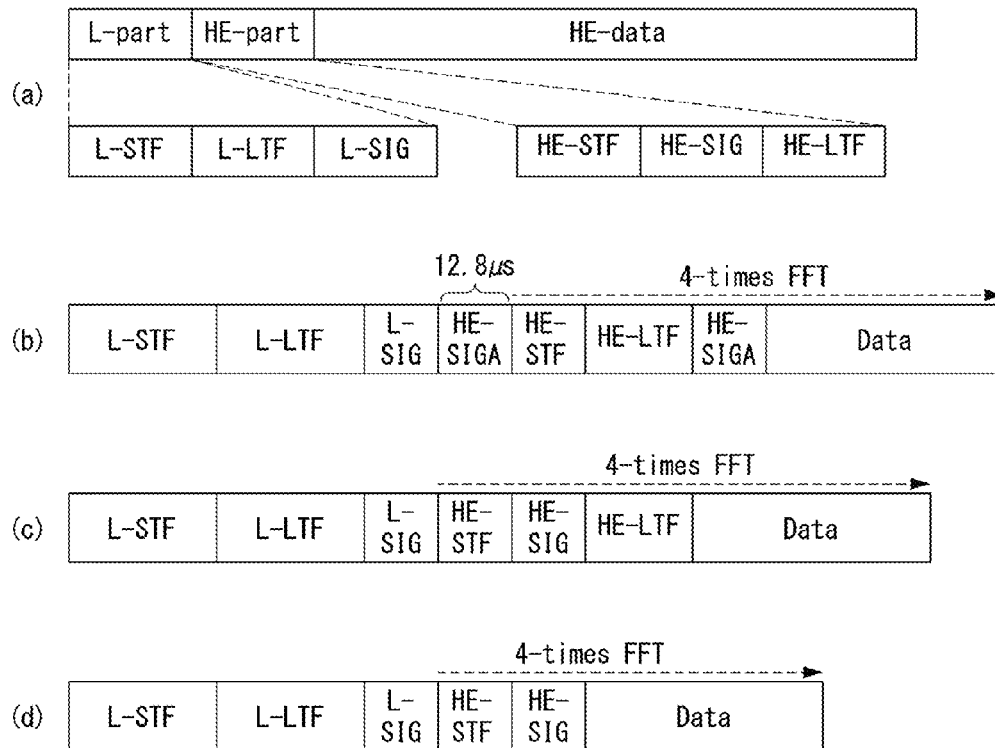 (a)
L-part HE-part HE-data
L-STF L-LTF L-SIG HE-STF HE-SIG HE-LTF
12.8μs
4-times FFT
(b)
L-STF L-LTF L-
SIG HE-
SIGA HE-
STF HE-LTF HE-
SIGA Data
4-times FFT
(c)
L-STF L-LTF L-
SIG HE-
STF HE-
SIG HE-LTF Data
4-times FFT
(d)
L-STF L-LTF L-
SIG HE-
STF HE-
SIG Data